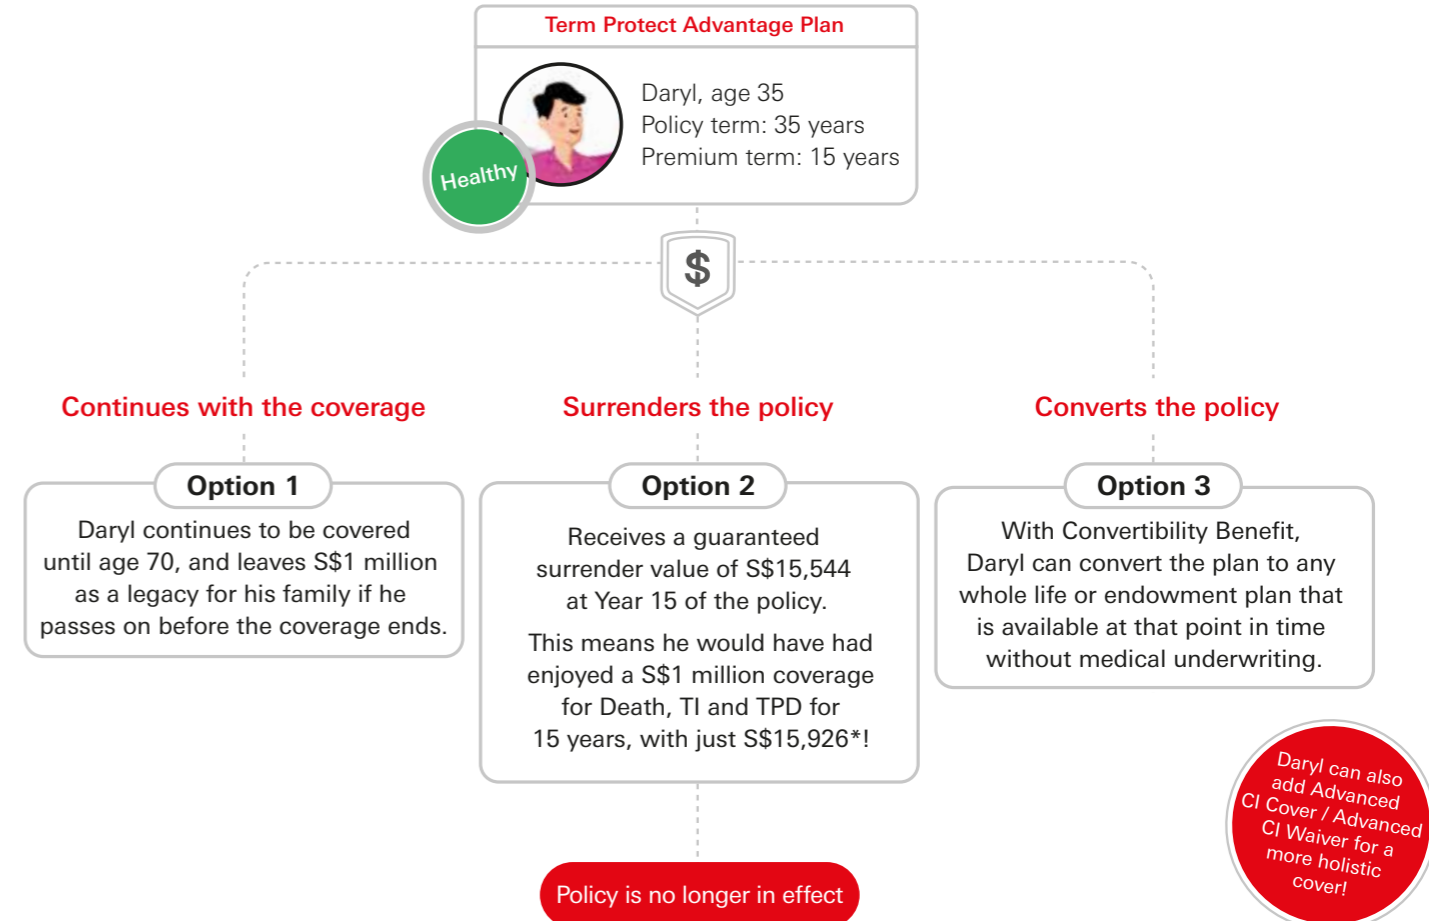 Term Protect Advantage Plan
Daryl, age 35
Policy term: 35 years
Premium term: 15 years
Healthy
$
Continues with the coverage
Option 1
Daryl continues to be covered
until age 70, and leaves S$1 million
as a legacy for his family if he
passes on before the coverage ends.
Surrenders the policy
Option 2
Receives a guaranteed
surrender value of S$15,544
at Year 15 of the policy.
This means he would have had
enjoyed a S$1 million coverage
for Death, TI and TPD for
15 years, with just S$15,926*!
Policy is no longer in effect
Converts the policy
Option 3
With Convertibility Benefit,
Daryl can convert the plan to any
whole life or endowment plan that
is available at that point in time
without medical underwriting.
Daryl can also
add Advanced
CI Cover / Advanced
CI Waiver for a
more holistic
cover!